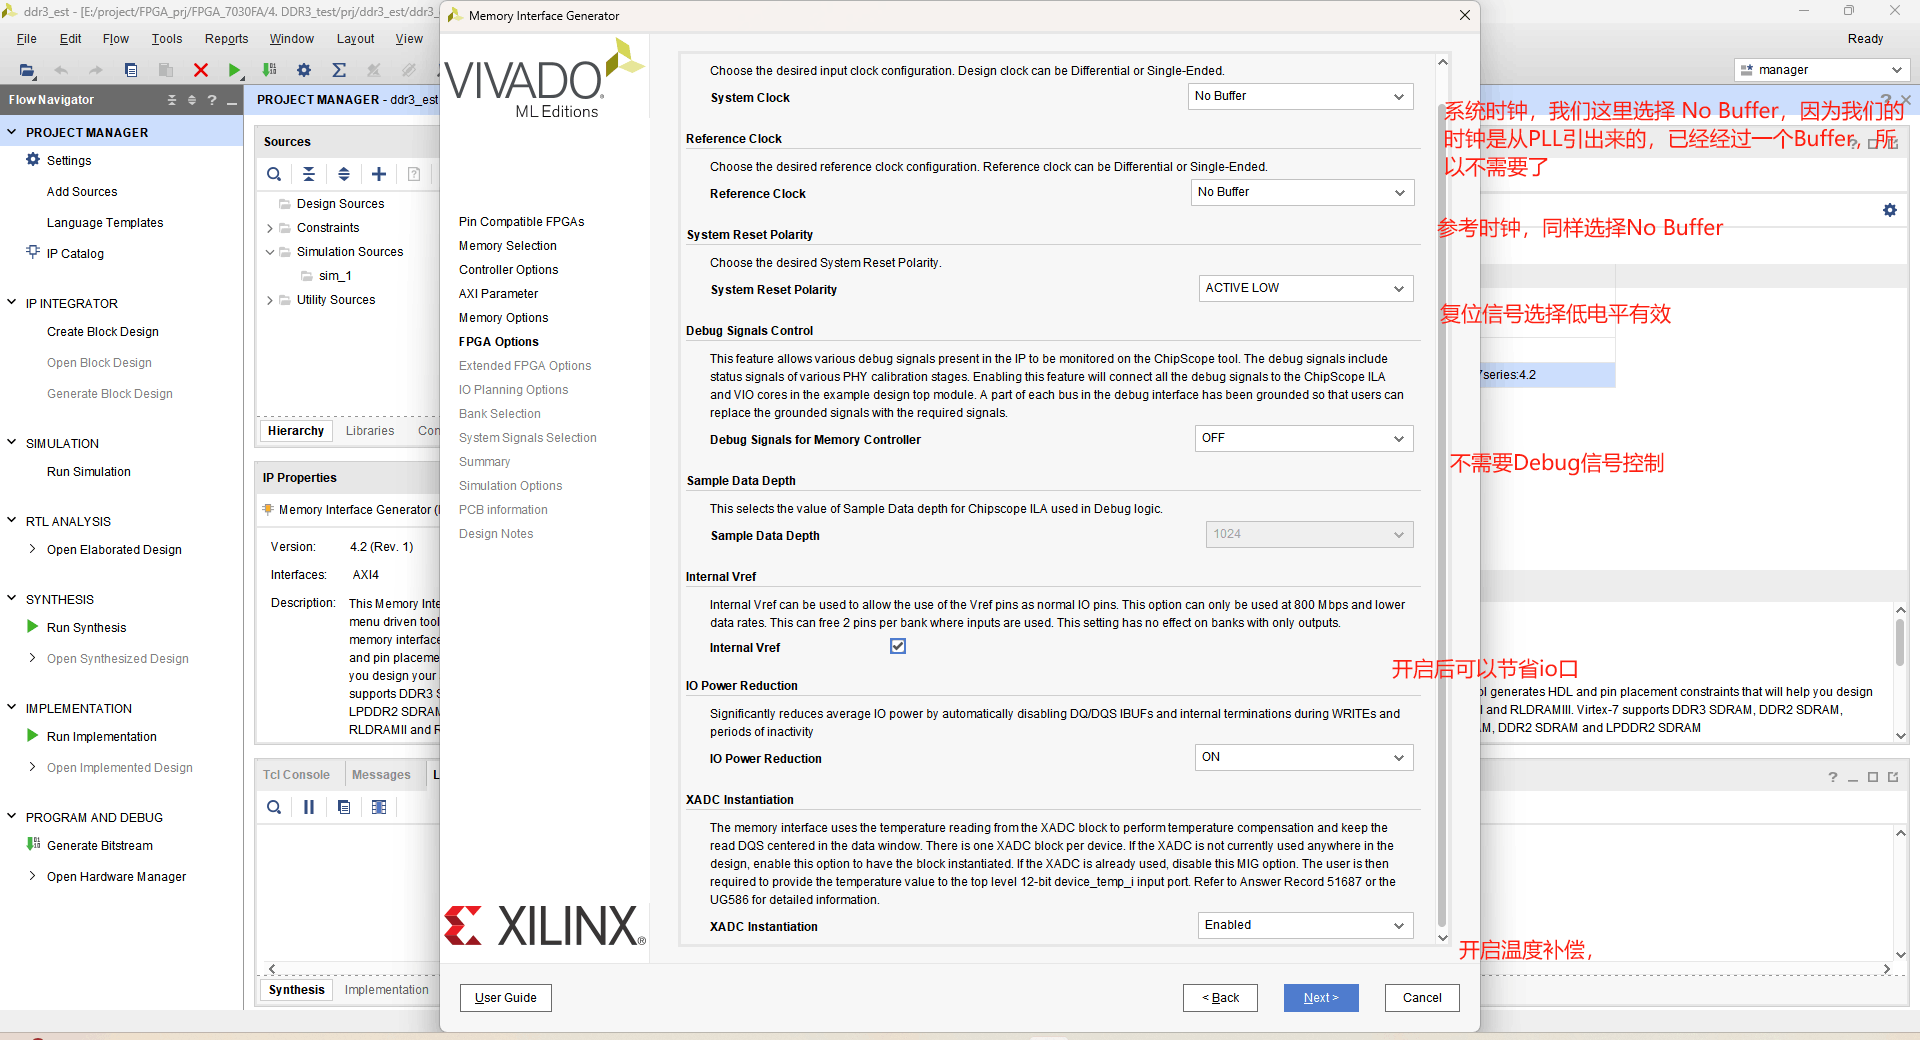 ddr3_est - [E:/project/FPGA_prj/FPGA_7030FA/4. DDR3_test/prj/ddr3_est/ddr3_
File Edit Flow Tools Reports Window Layout View
Ready
manager
Flow Navigator
PROJECT MANAGER
Settings
Add Sources
Language Templates
IP Catalog
IP INTEGRATOR
Create Block Design
Open Block Design
Generate Block Design
SIMULATION
Run Simulation
RTL ANALYSIS
Open Elaborated Design
SYNTHESIS
Run Synthesis
Open Synthesized Design
IMPLEMENTATION
Run Implementation
Open Implemented Design
PROGRAM AND DEBUG
Generate Bitstream
Open Hardware Manager
PROJECT MANAGER - ddr3_est
Sources
Design Sources
Constraints
Simulation Sources
sim_1
Utility Sources
Hierarchy Libraries Con
IP Properties
Memory Interface Generator (
Version: 4.2 (Rev. 1)
Interfaces: AXI4
Description: This Memory Inte
menu driven tool
memory interface
and pin placeme
you design your
supports DDR3 S
LPDDR2 SDRAM
RLDRAMII and R
Tcl Console Messages L
Synthesis Implementation
Memory Interface Generator
VIVADO
ML Editions
Pin Compatible FPGAs
Memory Selection
Controller Options
AXI Parameter
Memory Options
FPGA Options
Extended FPGA Options
IO Planning Options
Bank Selection
System Signals Selection
Summary
Simulation Options
PCB information
Design Notes
XILINX
Choose the desired input clock configuration. Design clock can be Differential or Single-Ended.
System Clock No Buffer
Reference Clock
Choose the desired reference clock configuration. Reference clock can be Differential or Single-Ended.
Reference Clock No Buffer
System Reset Polarity
Choose the desired System Reset Polarity.
System Reset Polarity ACTIVE LOW
Debug Signals Control
This feature allows various debug signals present in the IP to be monitored on the ChipScope tool. The debug signals include
status signals of various PHY calibration stages. Enabling this feature will connect all the debug signals to the ChipScope ILA
and VIO cores in the example design top module. A part of each bus in the debug interface has been grounded so that users can
replace the grounded signals with the required signals.
Debug Signals for Memory Controller OFF
Sample Data Depth
This selects the value of Sample Data depth for Chipscope ILA used in Debug logic.
Sample Data Depth 1024
Internal Vref
Internal Vref can be used to allow the use of the Vref pins as normal IO pins. This option can only be used at 800 Mbps and lower
data rates. This can free 2 pins per bank where inputs are used. This setting has no effect on banks with only outputs.
Internal Vref
IO Power Reduction
Significantly reduces average IO power by automatically disabling DQ/DQS IBUFs and internal terminations during WRITEs and
periods of inactivity
IO Power Reduction ON
XADC Instantiation
The memory interface uses the temperature reading from the XADC block to perform temperature compensation and keep the
read DQS centered in the data window. There is one XADC block per device. If the XADC is not currently used anywhere in the
design, enable this option to have the block instantiated. If the XADC is already used, disable this MIG option. The user is then
required to provide the temperature value to the top level 12-bit device_temp_i input port. Refer to Answer Record 51687 or the
UG586 for detailed information.
XADC Instantiation Enabled
User Guide < Back Next > Cancel
系统时钟，我们这里选择 No Buffer，因为我们的
时钟是从PLL引出来的，已经经过一个Buffer，所
以不需要了
参考时钟，同样选择No Buffer
复位信号选择低电平有效
7series:4.2
不需要Debug信号控制
开启后可以节省io口
ol generates HDL and pin placement constraints that will help you design
I and RLDRAMIII. Virtex-7 supports DDR3 SDRAM, DDR2 SDRAM,
M, DDR2 SDRAM and LPDDR2 SDRAM
开启温度补偿，